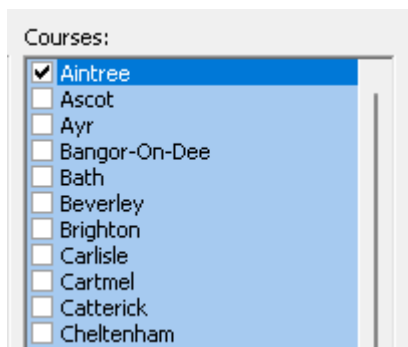 Courses:
Aintree
Ascot
Ayr
Bangor-On-Dee
Bath
Beverley
Brighton
Carlisle
Cartmel
Catterick
Cheltenham